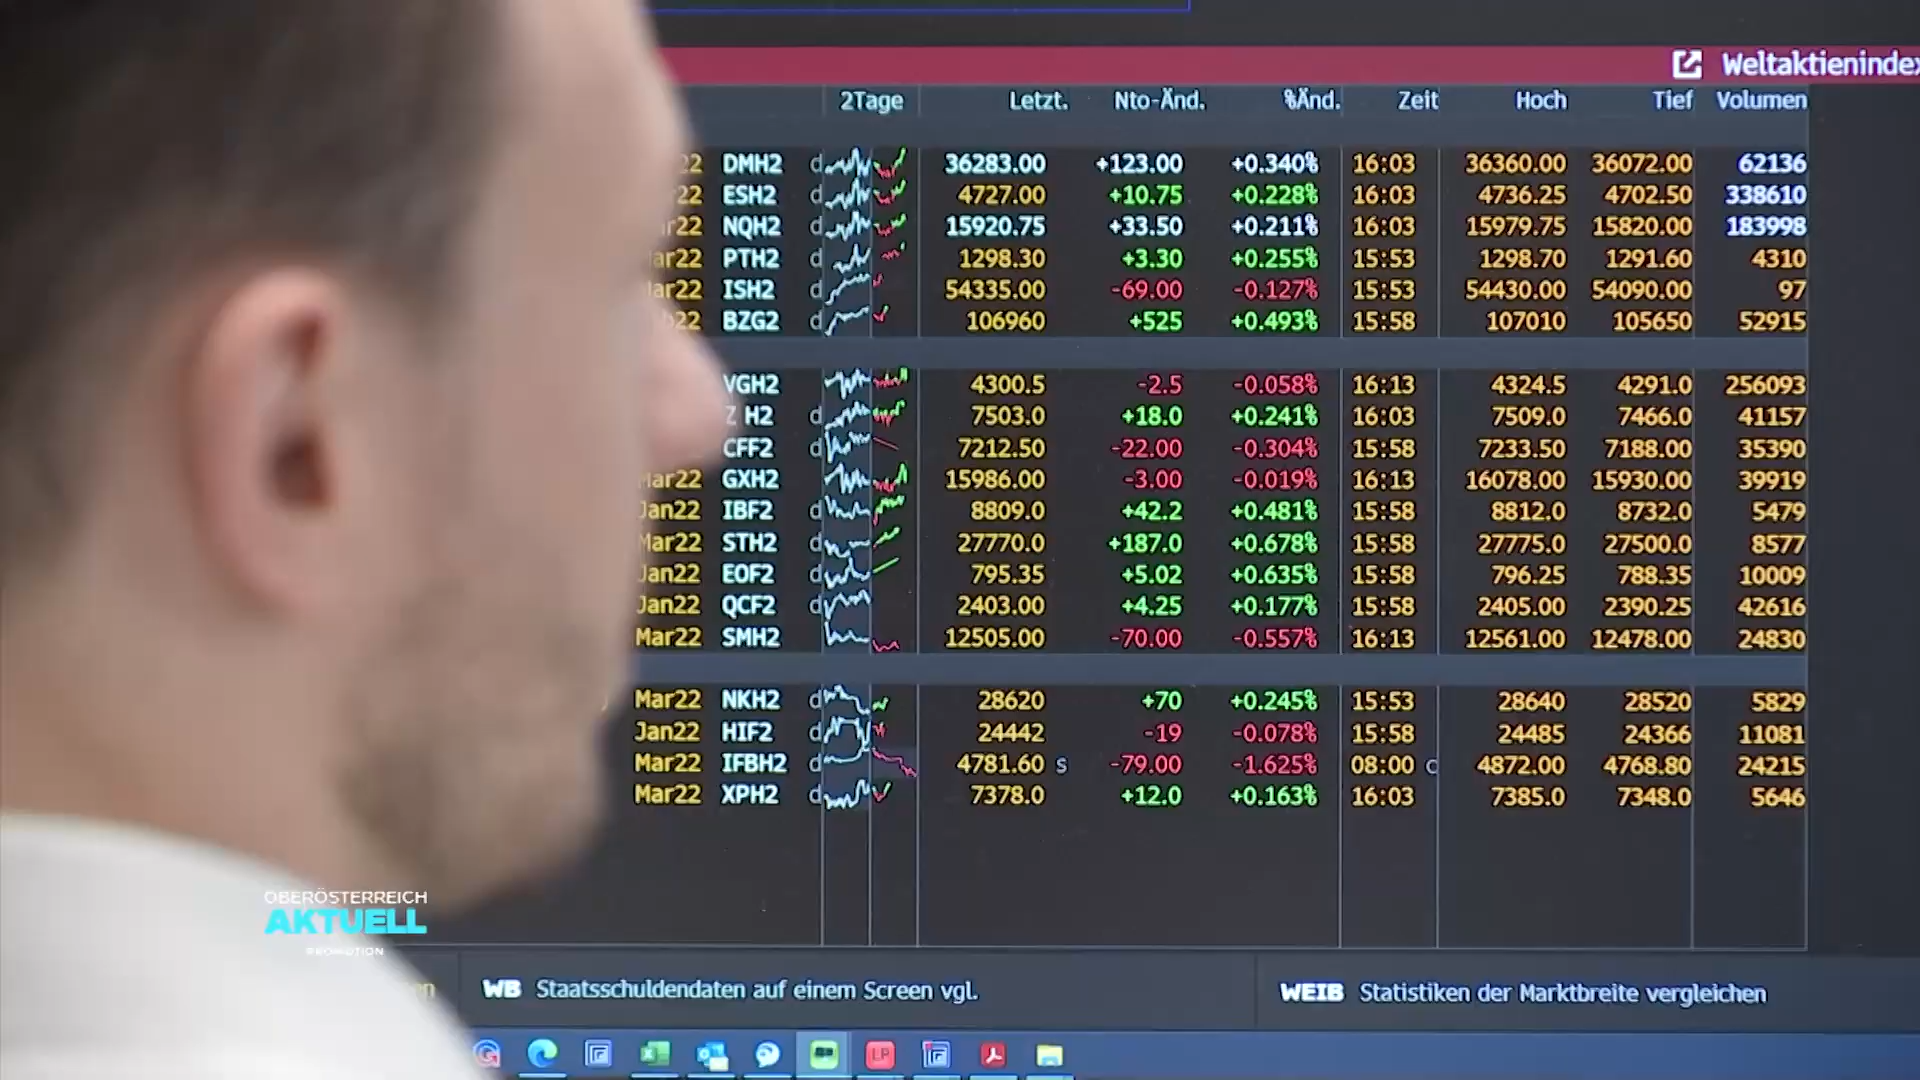 Weltaktieninde
2Tage Letzt. Nto-Änd. %Änd. Zeit Hoch Tief Volumen
22 DMH2 d 36283.00 +123.00 +0.340% 16:03 36360.00 36072.00 62136
22 ESH2 d 4727.00 +10.75 +0.228% 16:03 4736.25 4702.50 338610
r22 NQH2 d 15920.75 +33.50 +0.211% 16:03 15979.75 15820.00 183998
ar22 PTH2 d 1298.30 +3.30 +0.255% 15:53 1298.70 1291.60 4310
ar22 ISH2 d 54335.00 -69.00 -0.127% 15:53 54430.00 54090.00 97
b22 BZG2 d 106960 +525 +0.493% 15:58 107010 105650 52915
VGH2 4300.5 -2.5 -0.058% 16:13 4324.5 4291.0 256093
Z H2 d 7503.0 +18.0 +0.241% 16:03 7509.0 7466.0 41157
CFF2 d 7212.50 -22.00 -0.304% 15:58 7233.50 7188.00 35390
Mar22 GXH2 15986.00 -3.00 -0.019% 16:13 16078.00 15930.00 39919
Jan22 IBF2 d 8809.0 +42.2 +0.481% 15:58 8812.0 8732.0 5479
Mar22 STH2 d 27770.0 +187.0 +0.678% 15:58 27775.0 27500.0 8577
Jan22 EOF2 d 795.35 +5.02 +0.635% 15:58 796.25 788.35 10009
Jan22 QCF2 d 2403.00 +4.25 +0.177% 15:58 2405.00 2390.25 42616
Mar22 SMH2 12505.00 -70.00 -0.557% 16:13 12561.00 12478.00 24830
Mar22 NKH2 d 28620 +70 +0.245% 15:53 28640 28520 5829
Jan22 HIF2 d 24442 -19 -0.078% 15:58 24485 24366 11081
Mar22 IFBH2 d 4781.60 s -79.00 -1.625% 08:00 c 4872.00 4768.80 24215
Mar22 XPH2 d 7378.0 +12.0 +0.163% 16:03 7385.0 7348.0 5646
OBERÖSTERREICH
AKTUELL
PROMOTION
en WB Staatsschuldendaten auf einem Screen vgl. WEIB Statistiken der Marktbreite vergleichen
LP